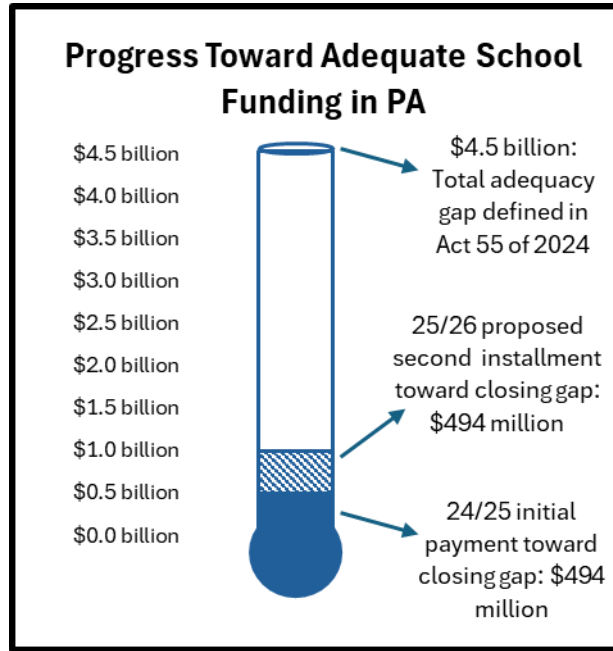 Progress Toward Adequate School
Funding in PA
$4.5 billion
$4.0 billion
$3.5 billion
$3.0 billion
$2.5 billion
$2.0 billion
$1.5 billion
$1.0 billion
$0.5 billion
$0.0 billion
$4.5 billion:
Total adequacy
gap defined in
Act 55 of 2024
25/26 proposed
second installment
toward closing gap:
$494 million
24/25 initial
payment toward
closing gap: $494
million